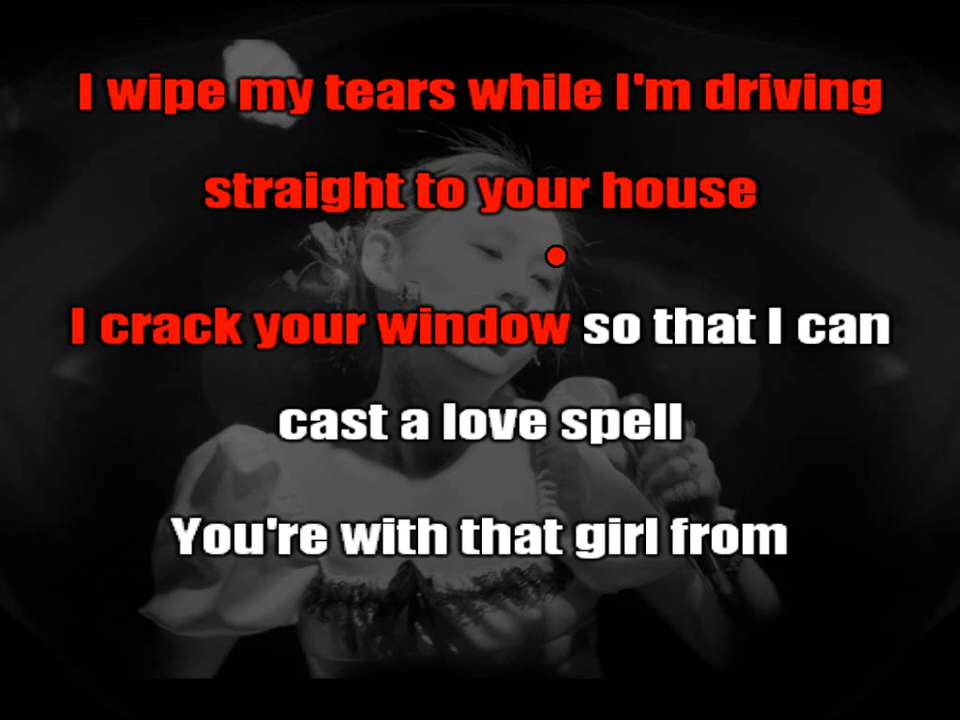 I wipe my tears while I'm driving
straight to your house
I crack your window so that I can
cast a love spell
You're with that girl from